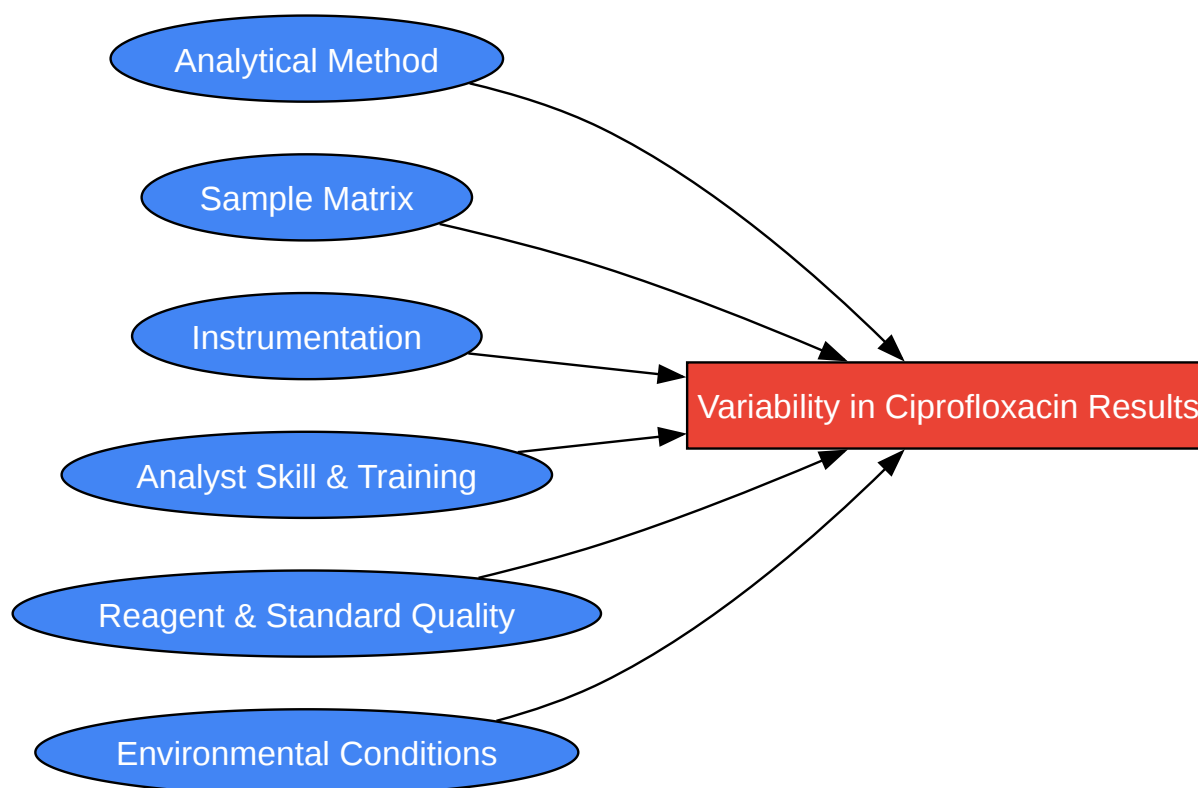 Analytical Method
Sample Matrix
Instrumentation
Variability in Ciprofloxacin Results
Analyst Skill & Training
Reagent & Standard Quality
Environmental Conditions